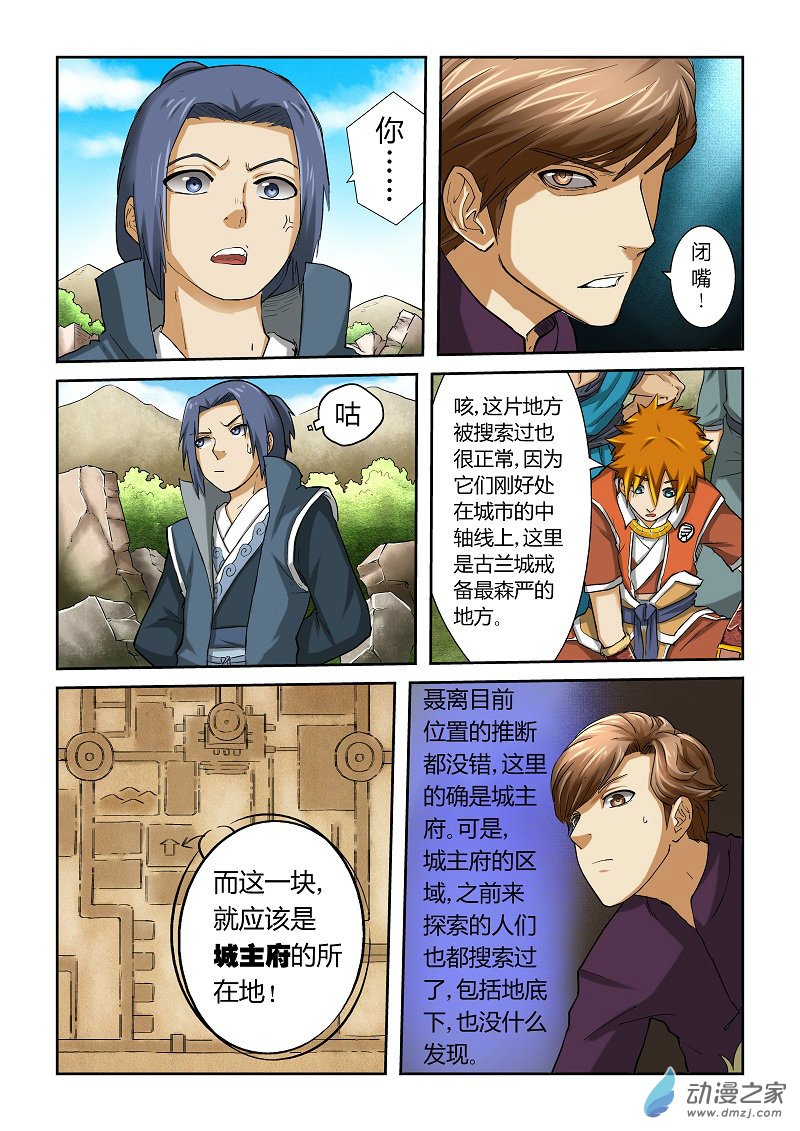 你
……
闭
嘴!
咕
咳,这片地方
被搜索过也
很正常,因为
它们刚好处
在城市的中
轴线上,这里
是古兰城戒
备最森严的
地方。
而这一块,
就应该是
城主府的所
在地!
聂离目前
位置的推断
都没错,这里
的确是城主
府。可是,
城主府的区
域,之前来
探索的人们
也都搜索过
了,包括地底
下,也没什么
发现。
动漫之家
www.dmzj.com